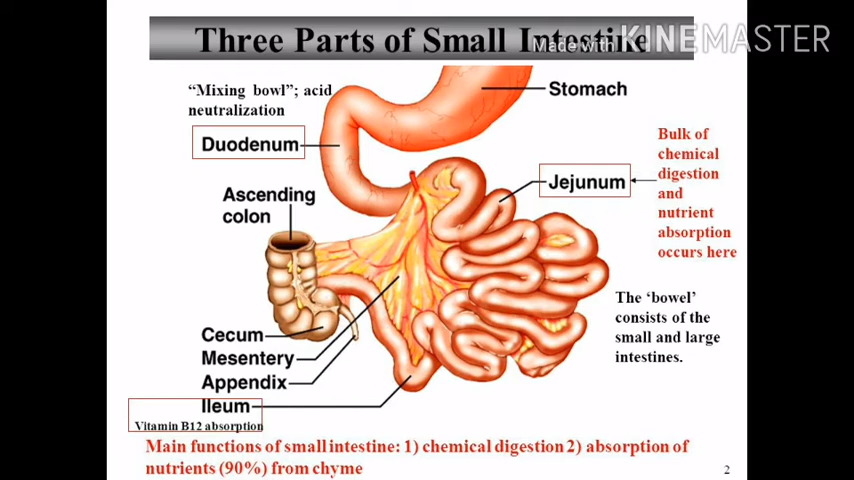 Three Parts of Small Intestine
Made with KINEMASTER
“Mixing bowl”; acid
neutralization
Stomach
Duodenum
Bulk of
chemical
digestion
and
nutrient
absorption
occurs here
Jejunum
Ascending
colon
The ‘bowel’
consists of the
small and large
intestines.
Cecum
Mesentery
Appendix
Ileum
Vitamin B12 absorption
Main functions of small intestine: 1) chemical digestion 2) absorption of
nutrients (90%) from chyme
2